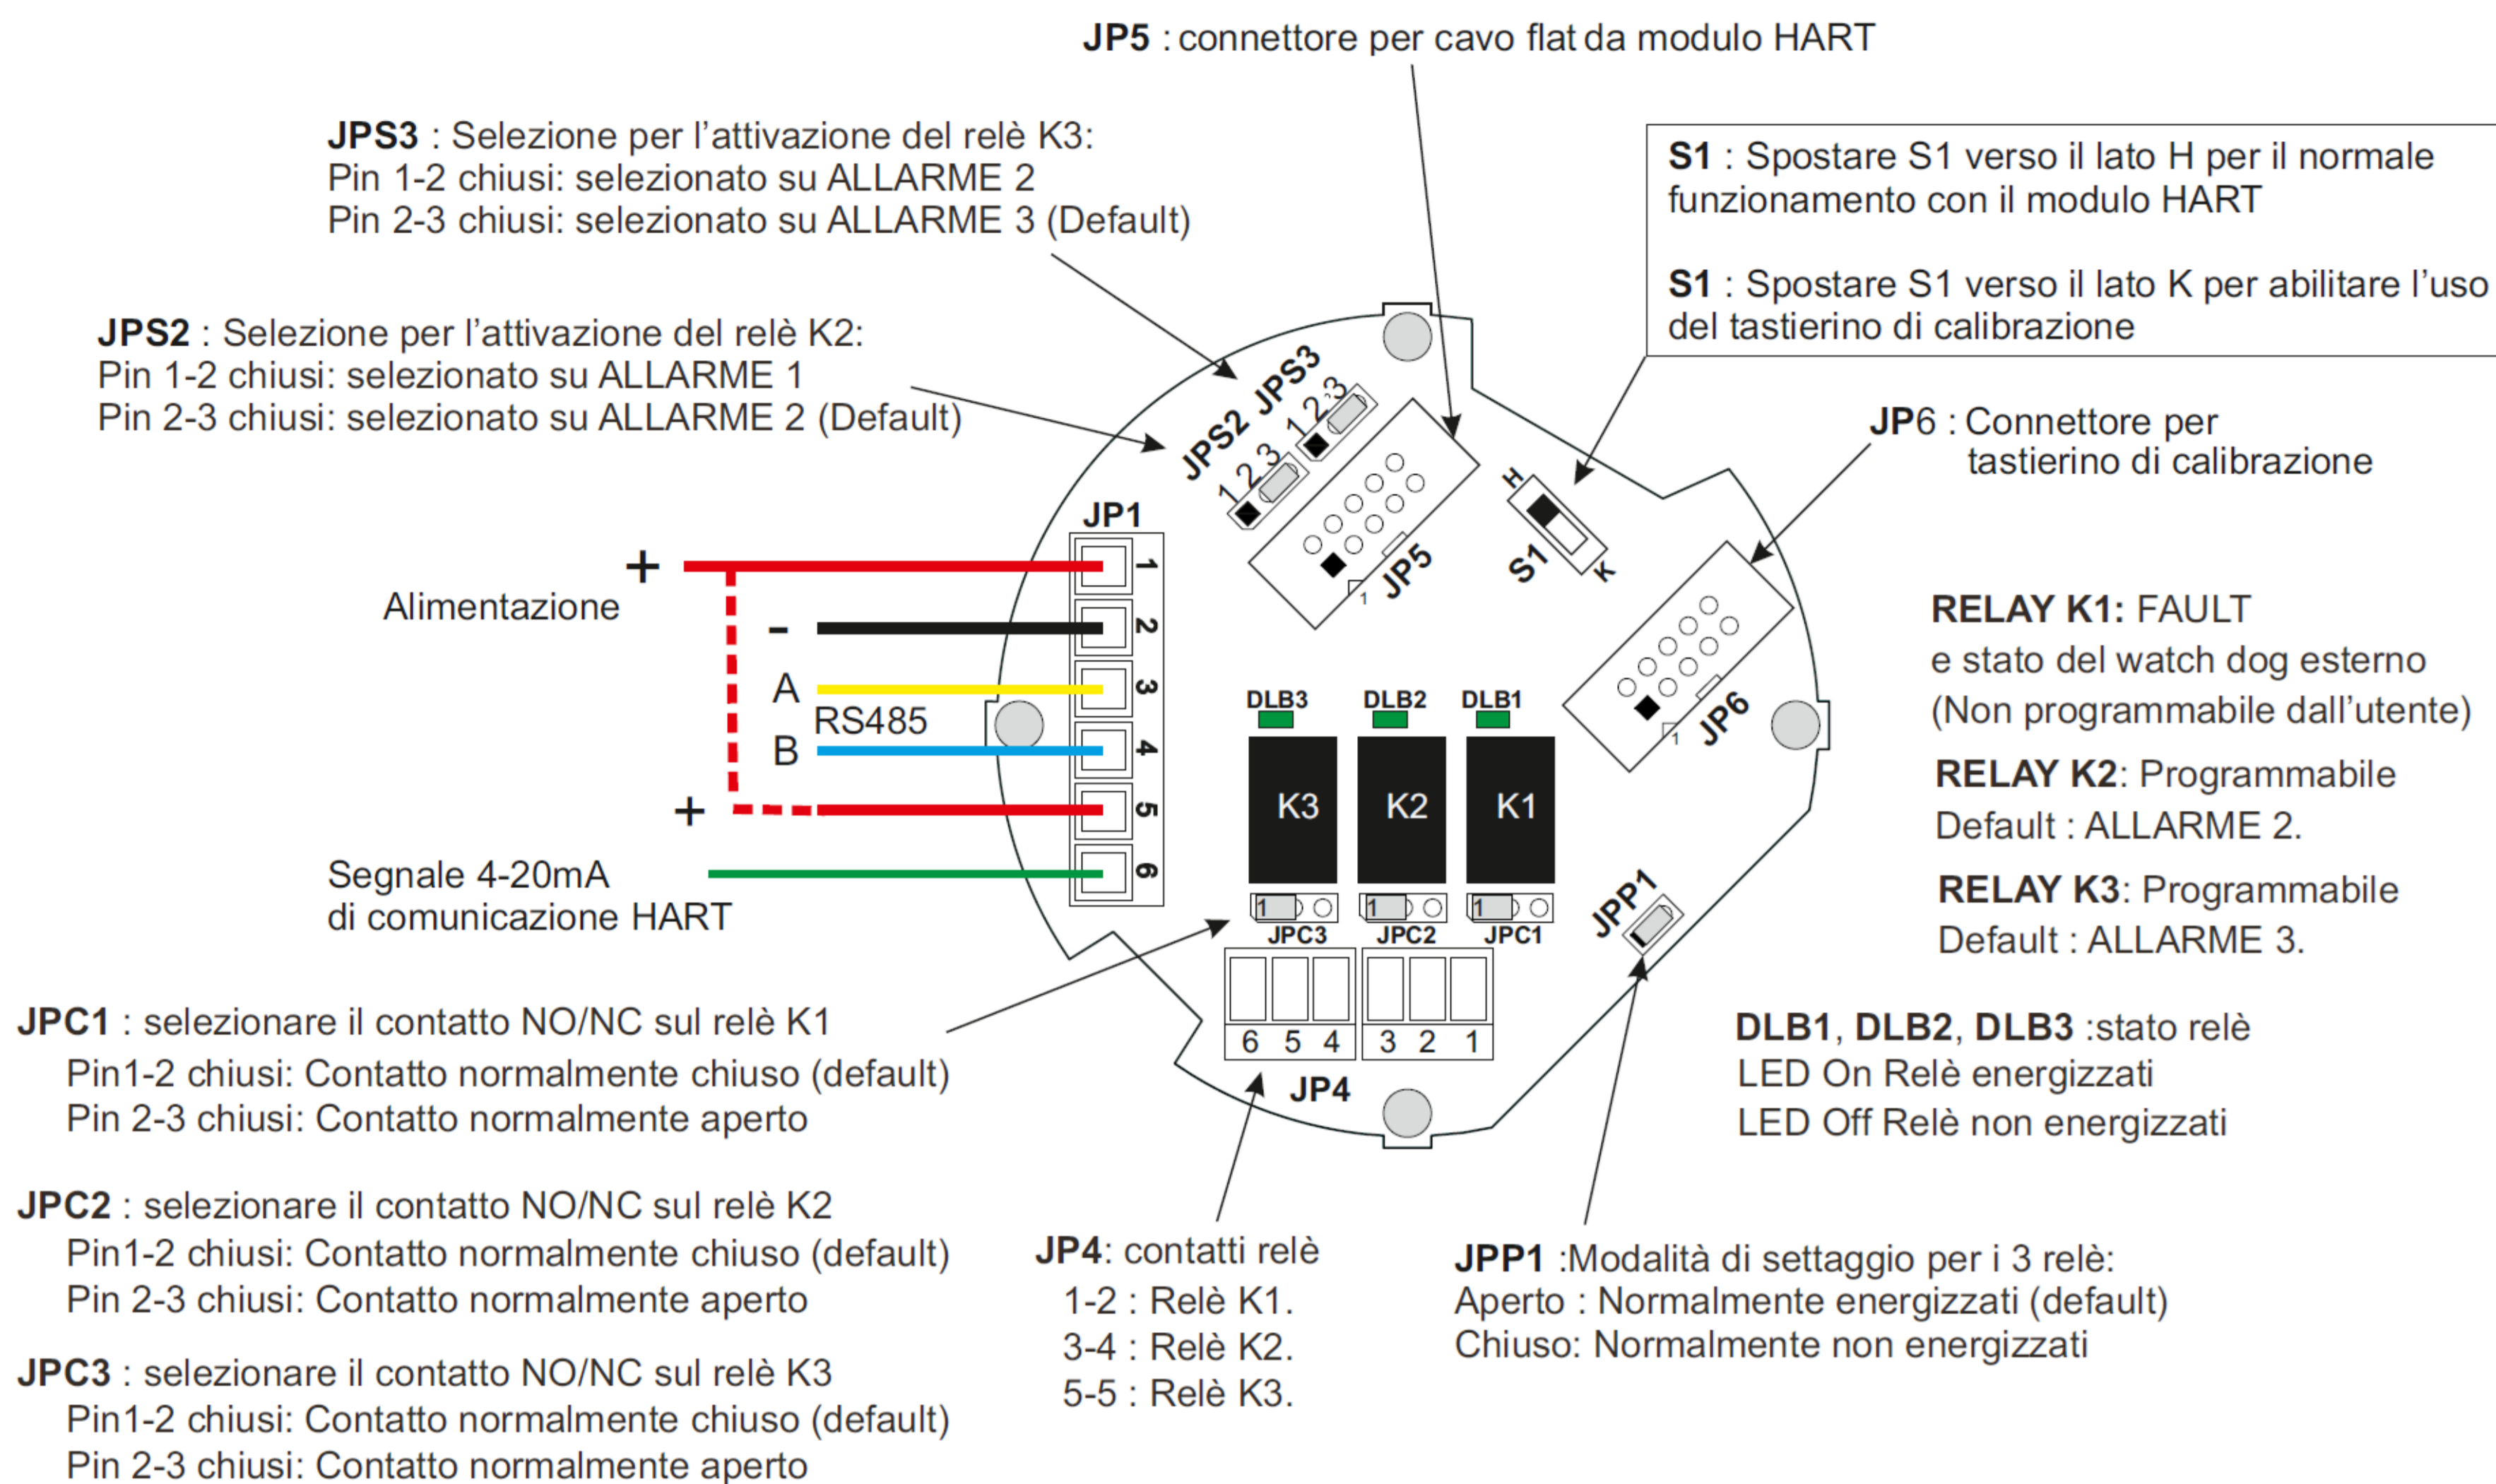 JP5 : connettore per cavo flat da modulo HART
JPS3 : Selezione per l’attivazione del relè K3:
Pin 1-2 chiusi: selezionato su ALLARME 2
Pin 2-3 chiusi: selezionato su ALLARME 3 (Default)
S1 : Spostare S1 verso il lato H per il normale
funzionamento con il modulo HART
S1 : Spostare S1 verso il lato K per abilitare l’uso
del tastierino di calibrazione
JPS2 : Selezione per l’attivazione del relè K2:
Pin 1-2 chiusi: selezionato su ALLARME 1
Pin 2-3 chiusi: selezionato su ALLARME 2 (Default)
JP6 : Connettore per
tastierino di calibrazione
JPS3
1 2 3
JPS2
1 2 3
JP5
1
H
S1
K
JP6
1
JP1
1
2
3
4
5
6
+
Alimentazione
-
A
RS485
B
+
Segnale 4-20mA
di comunicazione HART
DLB3 DLB2 DLB1
K3 K2 K1
1 1 1
JPC3 JPC2 JPC1
JPP1
6 5 4 3 2 1
JP4
RELAY K1: FAULT
e stato del watch dog esterno
(Non programmabile dall’utente)
RELAY K2: Programmabile
Default : ALLARME 2.
RELAY K3: Programmabile
Default : ALLARME 3.
DLB1, DLB2, DLB3 :stato relè
LED On Relè energizzati
LED Off Relè non energizzati
JPC1 : selezionare il contatto NO/NC sul relè K1
Pin1-2 chiusi: Contatto normalmente chiuso (default)
Pin 2-3 chiusi: Contatto normalmente aperto
JPC2 : selezionare il contatto NO/NC sul relè K2
Pin1-2 chiusi: Contatto normalmente chiuso (default)
Pin 2-3 chiusi: Contatto normalmente aperto
JPC3 : selezionare il contatto NO/NC sul relè K3
Pin1-2 chiusi: Contatto normalmente chiuso (default)
Pin 2-3 chiusi: Contatto normalmente aperto
JP4: contatti relè
1-2 : Relè K1.
3-4 : Relè K2.
5-5 : Relè K3.
JPP1 :Modalità di settaggio per i 3 relè:
Aperto : Normalmente energizzati (default)
Chiuso: Normalmente non energizzati